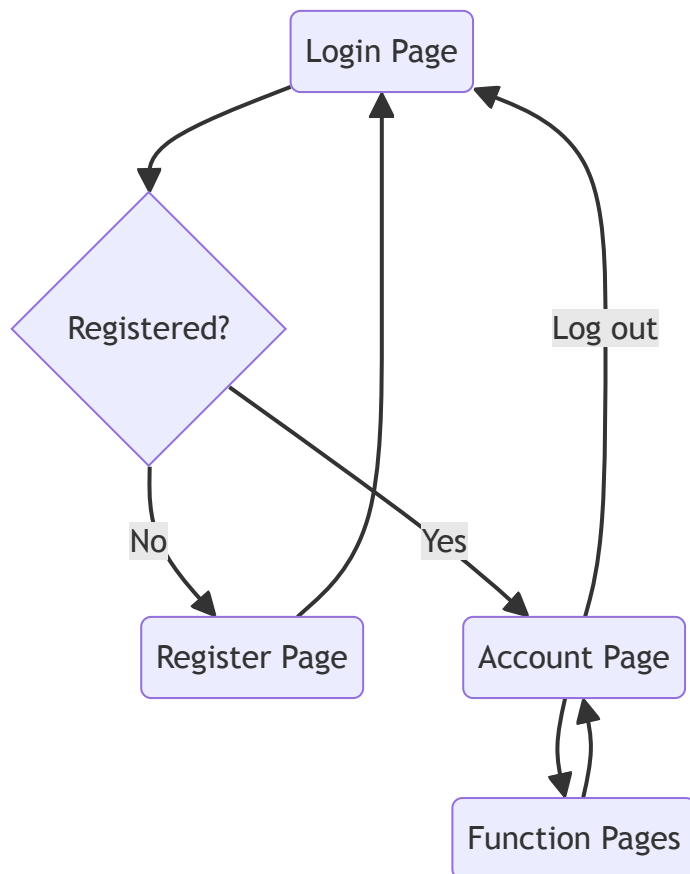 Login Page
Registered?
Log out
No
Yes
Register Page
Account Page
Function Pages